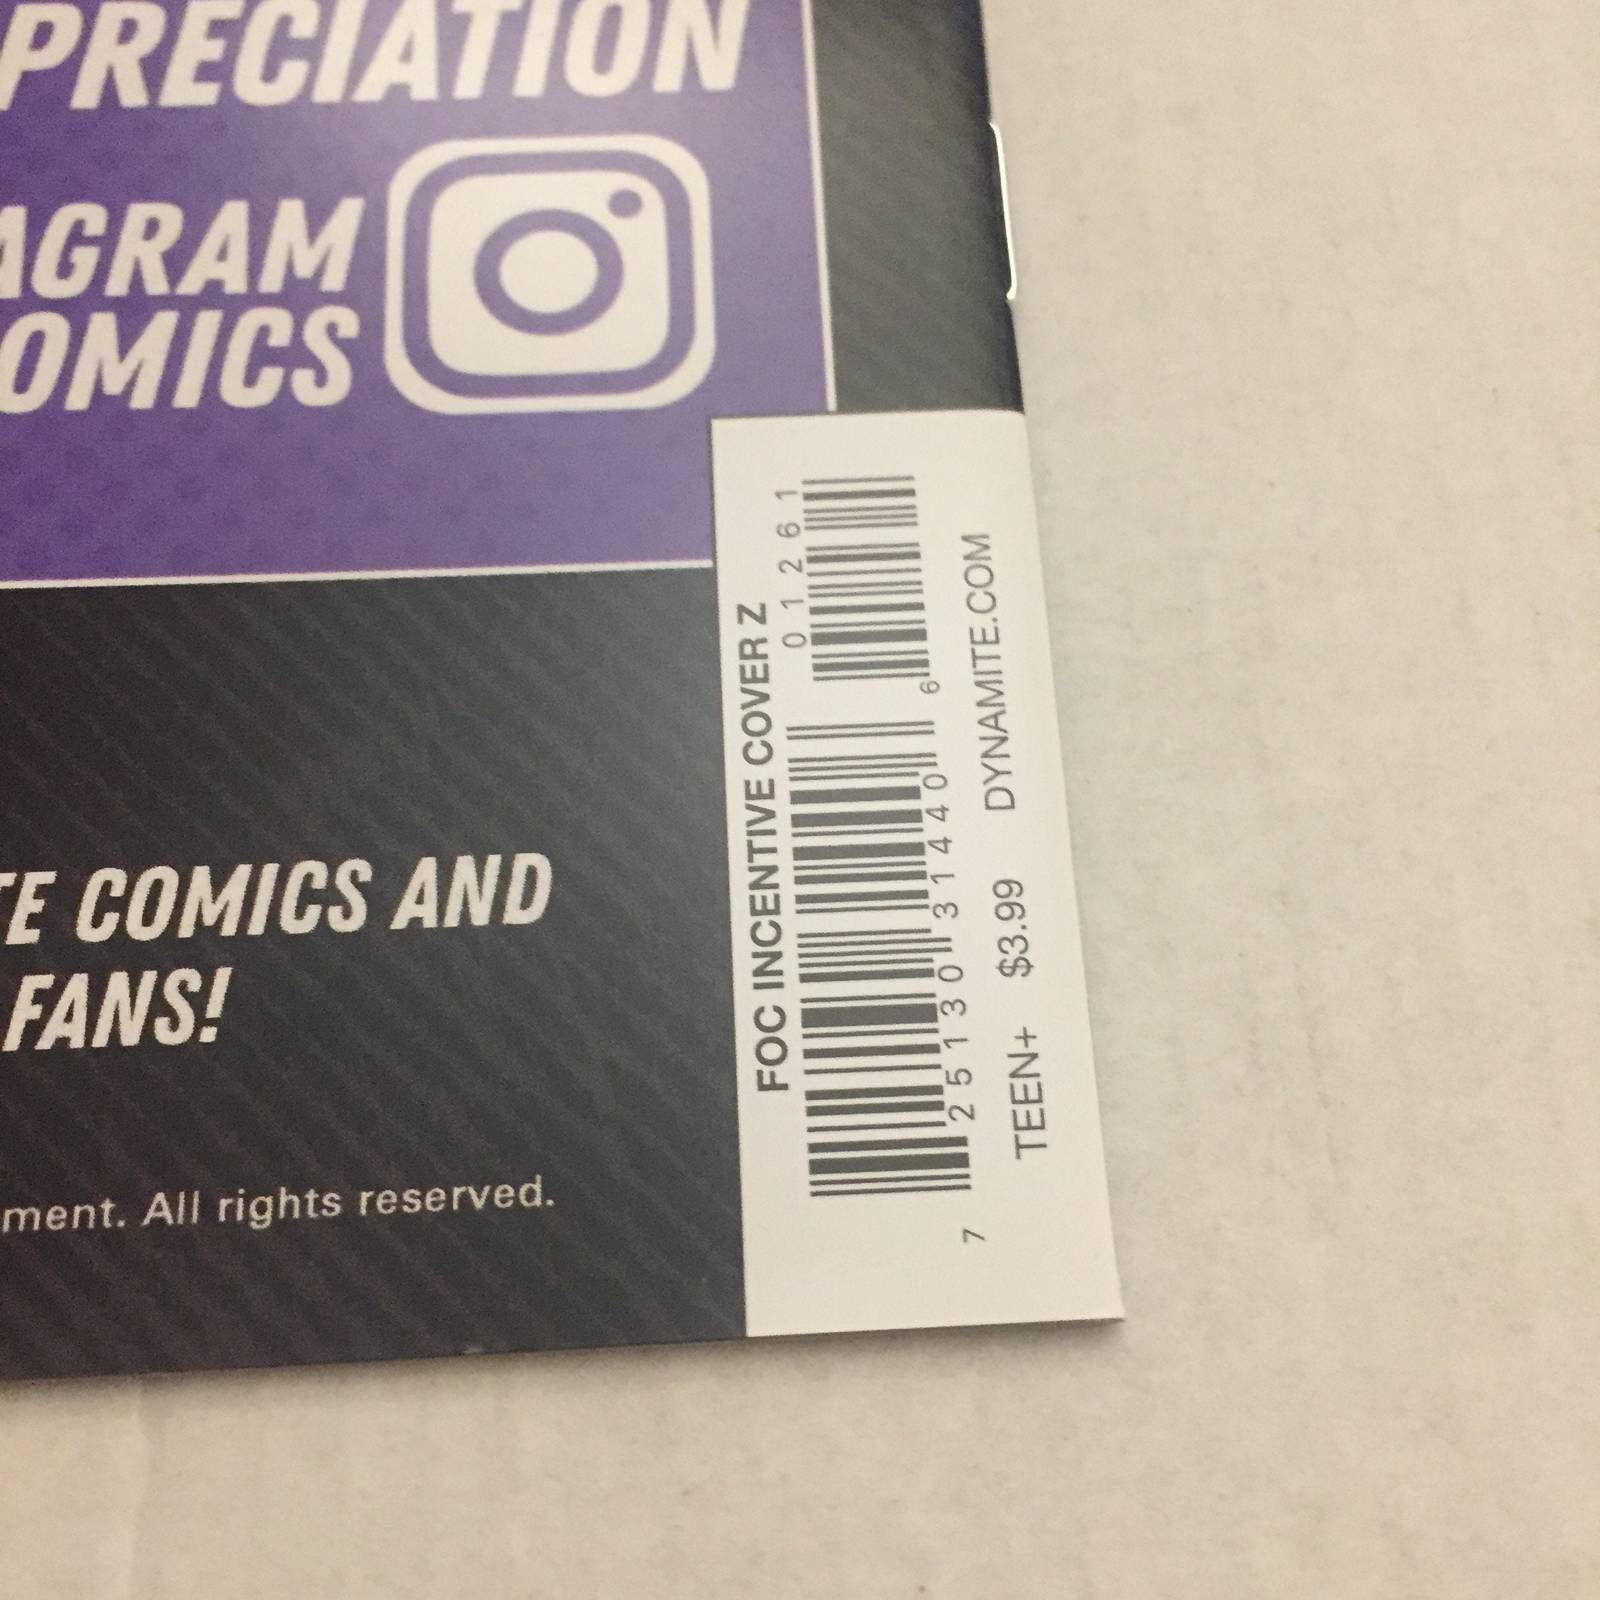 PRECIATION
AGRAM
OMICS
TE COMICS AND
FANS!
ment. All rights reserved.
FOC INCENTIVE COVER Z
01261
7 25130 31440 6
TEEN+ $3.99 DYNAMITE.COM